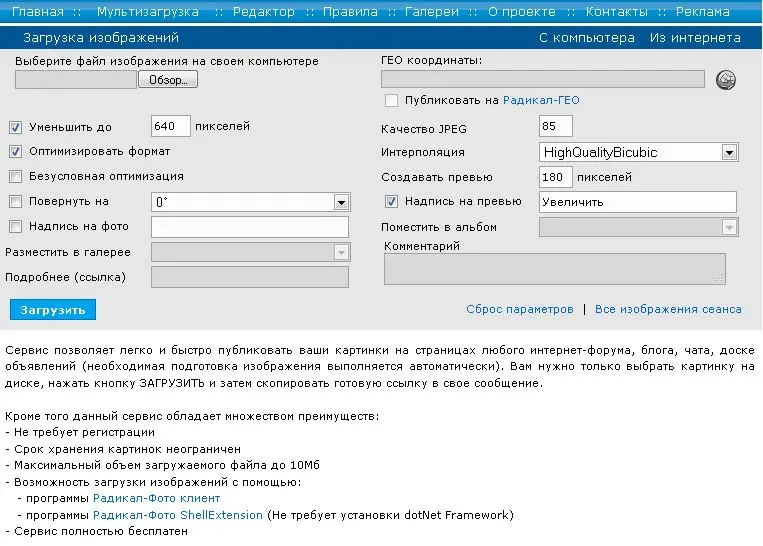 Главная :: Мультизагрузка :: Редактор :: Правила :: Галереи :: О проекте :: Контакты :: Реклама
Загрузка изображений С компьютера Из интернета
Выберите файл изображения на своем компьютере
Обзор...
ГЕО координаты:
Публиковать на Радикал-ГЕО
Уменьшить до 640 пикселей
Качество JPEG 85
Оптимизировать формат
Интерполяция HighQualityBicubic
Безусловная оптимизация
Создавать превью 180 пикселей
Повернуть на 0°
Надпись на превью Увеличить
Надпись на фото
Поместить в альбом
Разместить в галерее
Комментарий
Подробнее (ссылка)
Загрузить
Сброс параметров | Все изображения сеанса
Сервис позволяет легко и быстро публиковать ваши картинки на страницах любого интернет-форума, блога, чата, доске
объявлений (необходимая подготовка изображения выполняется автоматически). Вам нужно только выбрать картинку на
диске, нажать кнопку ЗАГРУЗИТЬ и затем скопировать готовую ссылку в свое сообщение.
Кроме того данный сервис обладает множеством преимуществ:
- Не требует регистрации
- Срок хранения картинок неограничен
- Максимальный объем загружаемого файла до 10Мб
- Возможность загрузки изображений с помощью:
- программы Радикал-Фото клиент
- программы Радикал-Фото ShellExtension (Не требует установки dotNet Framework)
- Сервис полностью бесплатен